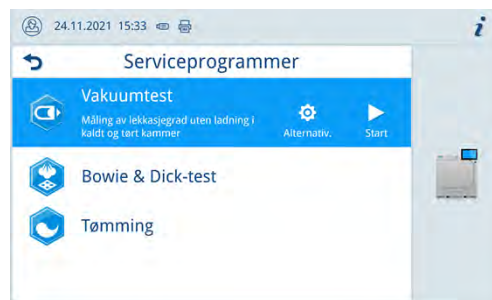 24.11.2021 15:33
i
Serviceprogrammer
Vakuumtest
Måling av lekkasjegrad uten ladning i
kaldt og tørt kammer
Alternativ.
Start
Bowie & Dick-test
Tømming